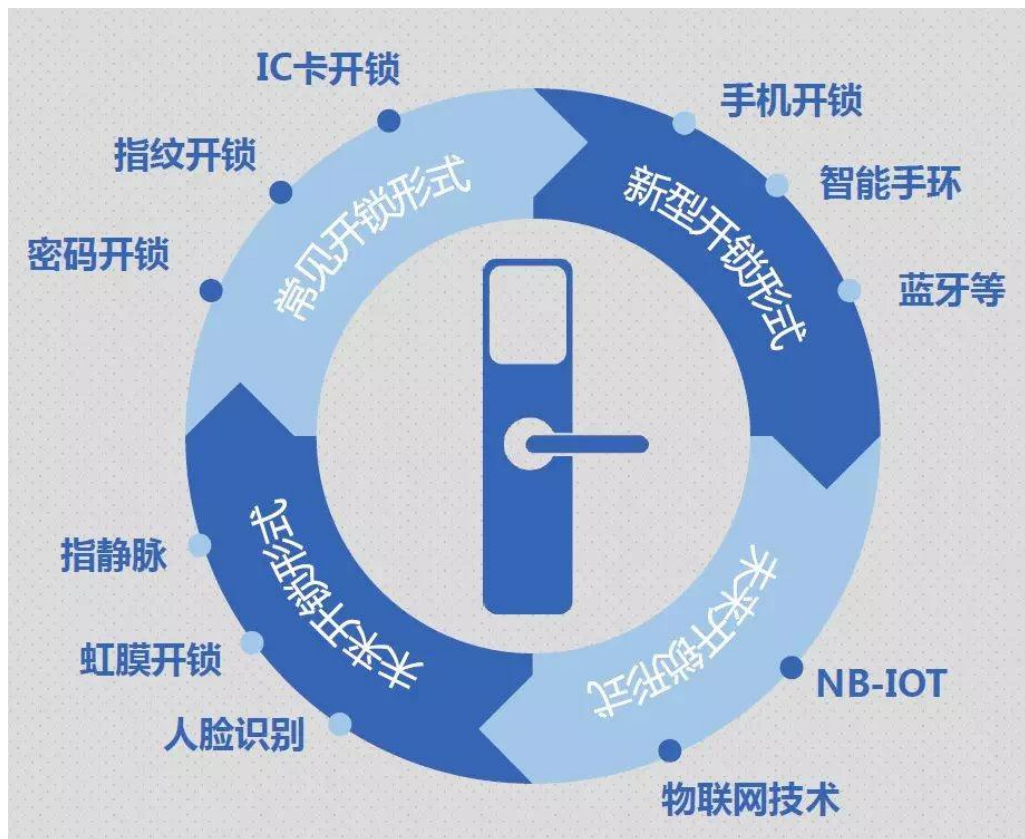 IC卡开锁
指纹开锁
密码开锁
常见开锁形式
手机开锁
智能手环
蓝牙等
新型开锁形式
NB-IOT
物联网技术
未来开锁形式
指静脉
虹膜开锁
人脸识别
未来开锁形式